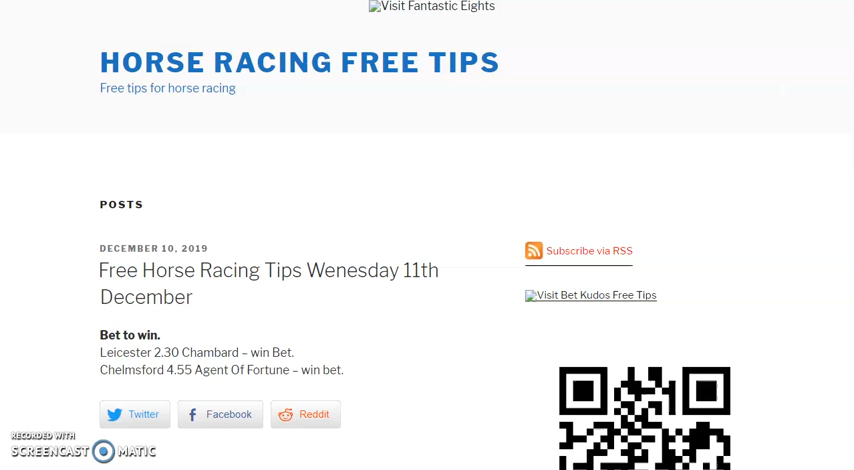 Visit Fantastic Eights
HORSE RACING FREE TIPS
Free tips for horse racing
POSTS
DECEMBER 10, 2019
Free Horse Racing Tips Wenesday 11th
December
Bet to win.
Leicester 2.30 Chambard – win Bet.
Chelmsford 4.55 Agent Of Fortune – win bet.
Twitter Facebook Reddit
Subscribe via RSS
Visit Bet Kudos Free Tips
RECORDED WITH
SCREENCAST MATIC